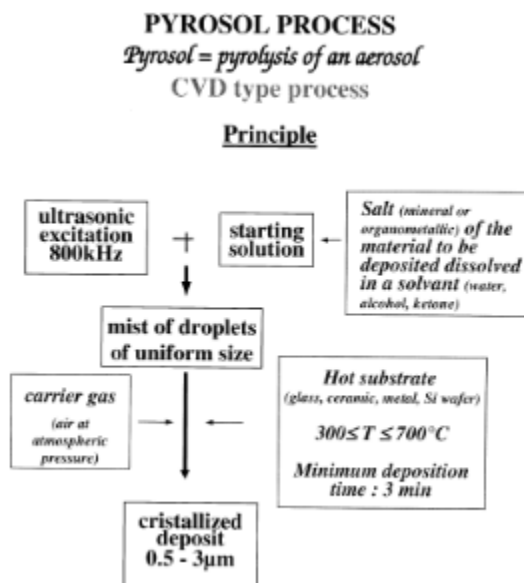 PYROSOL PROCESS
Pyrosol = pyrolysis of an aerosol
CVD type process
Principle
ultrasonic
excitation
800kHz
+
starting
solution
Salt (mineral or
organometallic) of the
material to be
deposited dissolved
in a solvant (water,
alcohol, ketone)
mist of droplets
of uniform size
carrier gas
(air at
atmospheric
pressure)
Hot substrate
(glass, ceramic, metal, Si wafer)
300≤T≤700°C
Minimum deposition
time : 3 min
cristallized
deposit
0.5 - 3µm